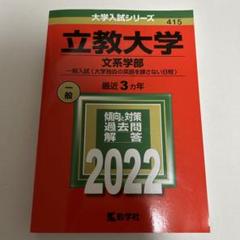 大学入試シリーズ
415
立教大学
文系学部
一般入試〈大学独自の英語を課さない日程〉
最近3カ年
一般
傾向と対策
過去問
解答
2022
教学社